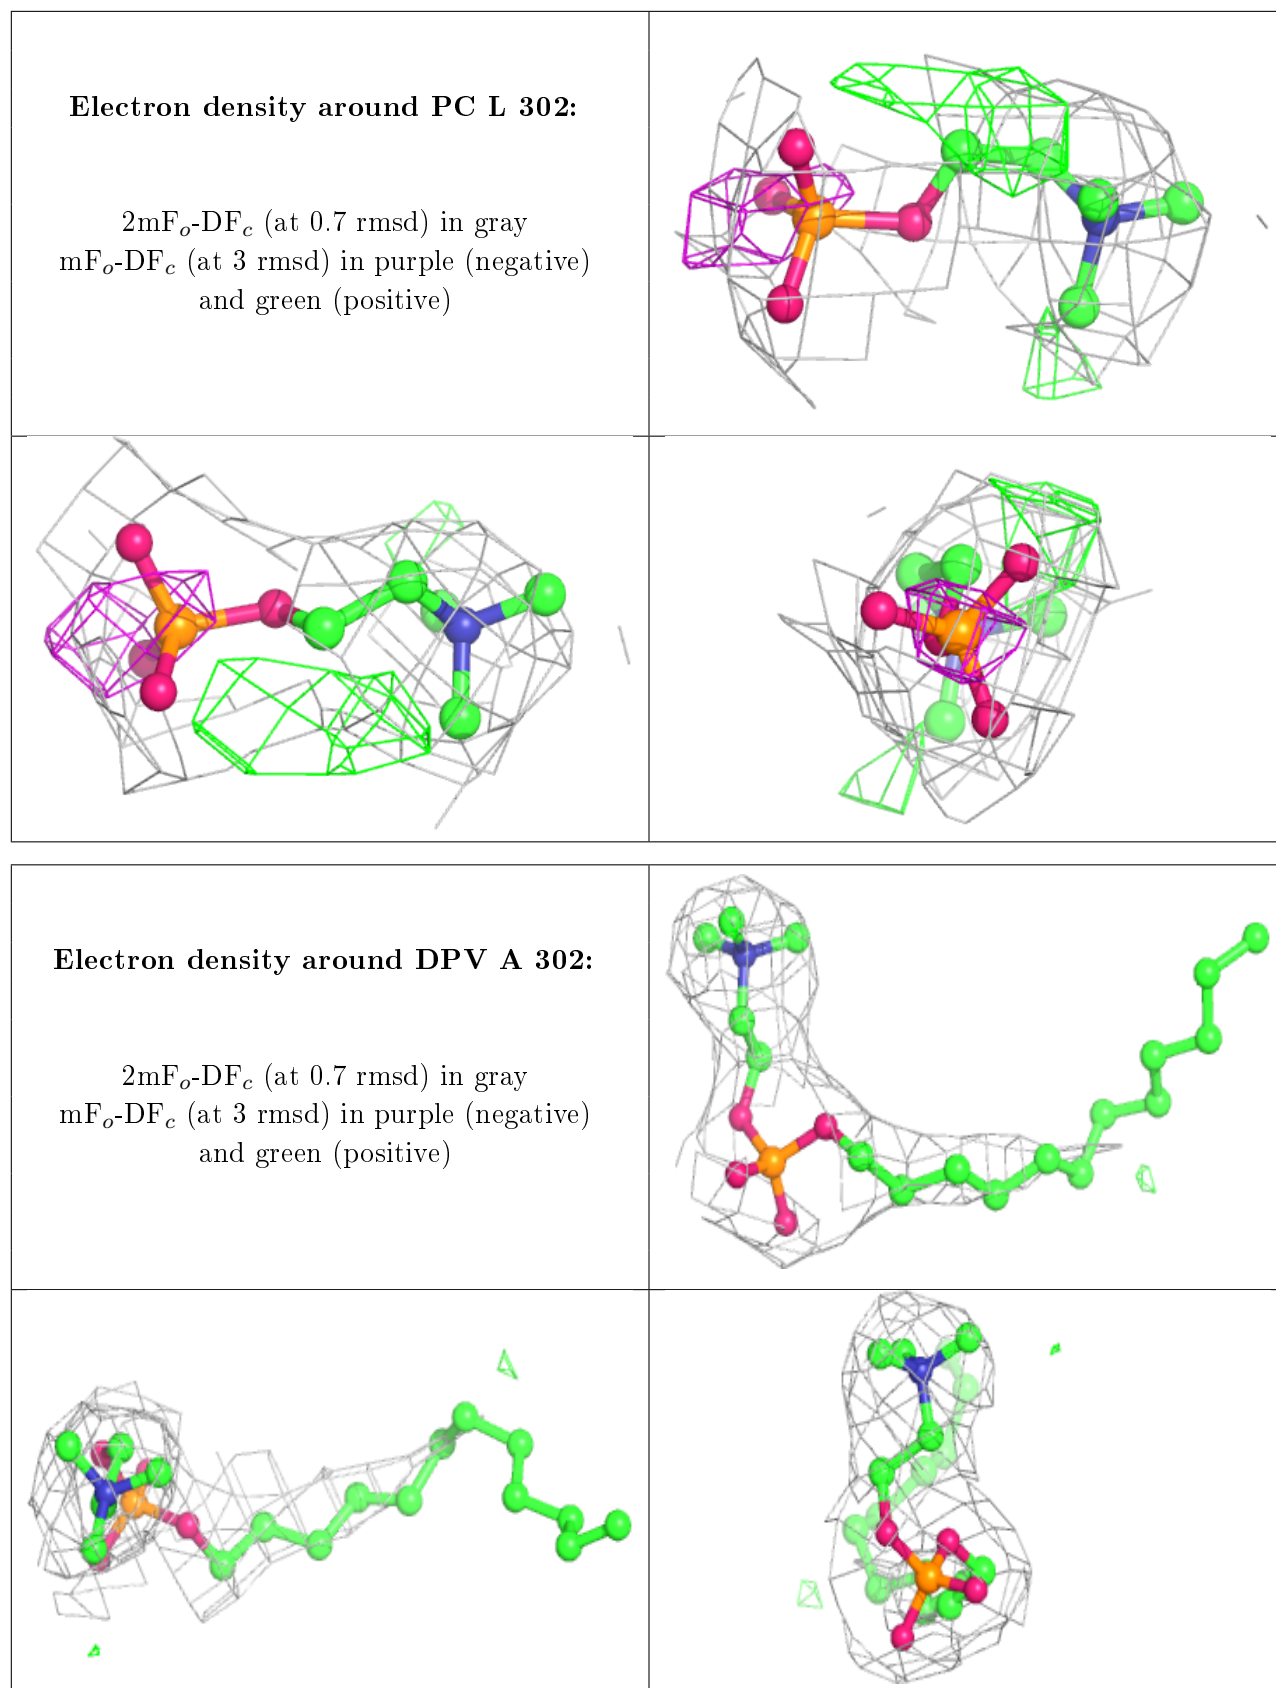 Electron density around PC L 302:
2mFo-DFc (at 0.7 rmsd) in gray
mFo-DFc (at 3 rmsd) in purple (negative)
and green (positive)
Electron density around DPV A 302:
2mFo-DFc (at 0.7 rmsd) in gray
mFo-DFc (at 3 rmsd) in purple (negative)
and green (positive)